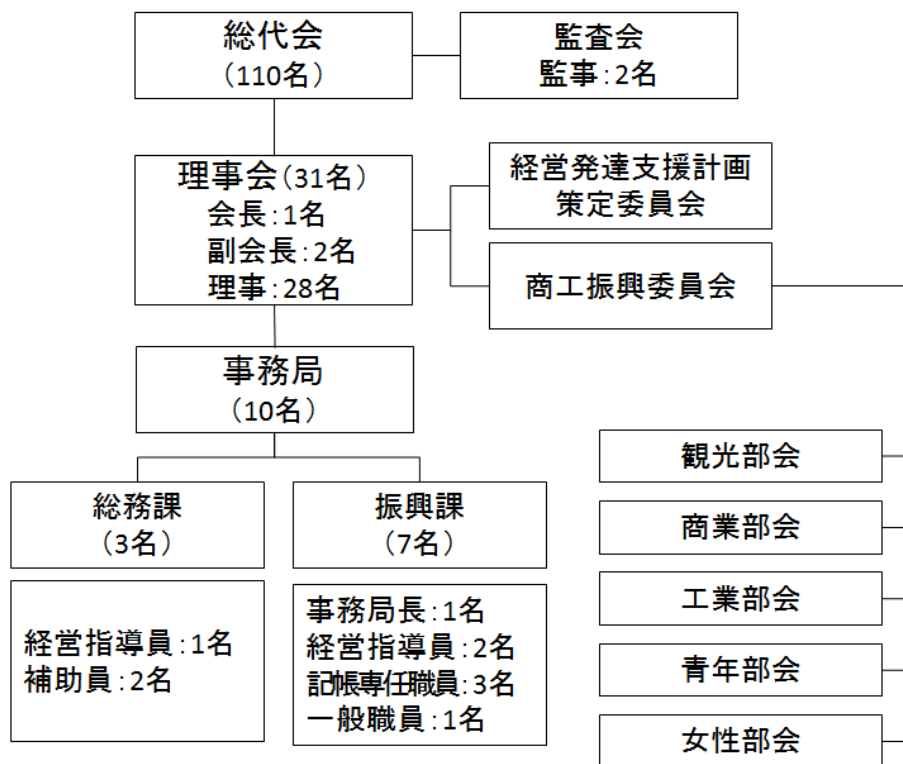 総代会
（110名）
監査会
監事：2名
理事会（31名）
会長：1名
副会長：2名
理事：28名
経営発達支援計画
策定委員会
商工振興委員会
事務局
（10名）
総務課
（3名）
振興課
（7名）
経営指導員：1名
補助員：2名
事務局長：1名
経営指導員：2名
記帳専任職員：3名
一般職員：1名
観光部会
商業部会
工業部会
青年部会
女性部会